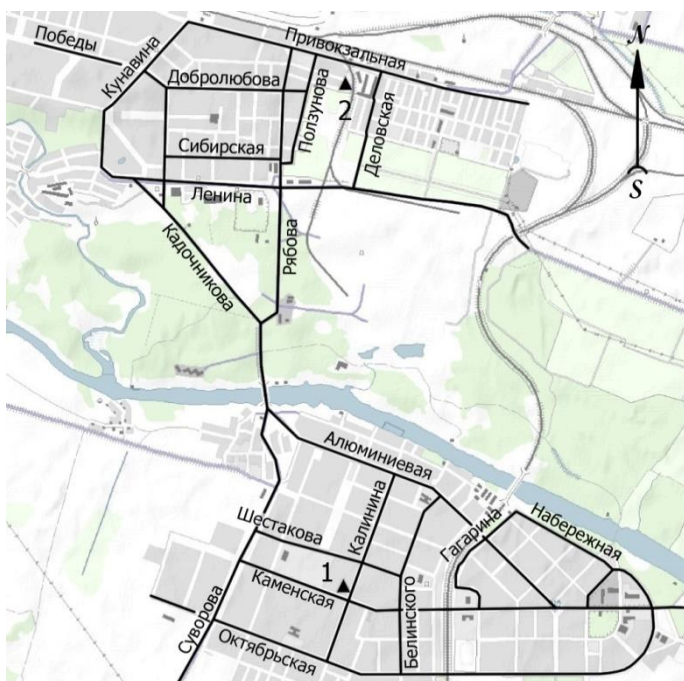 Победы
Кунавина
Привокзальная
N
Добролюбова
Ползунова
2
Деловская
Сибирская
S
Ленина
Кадочникова
Рябова
Алюминиевая
Шестакова
Калинина
Гагарина
Набережная
1
Каменская
Суворова
Октябрьская
Белинского